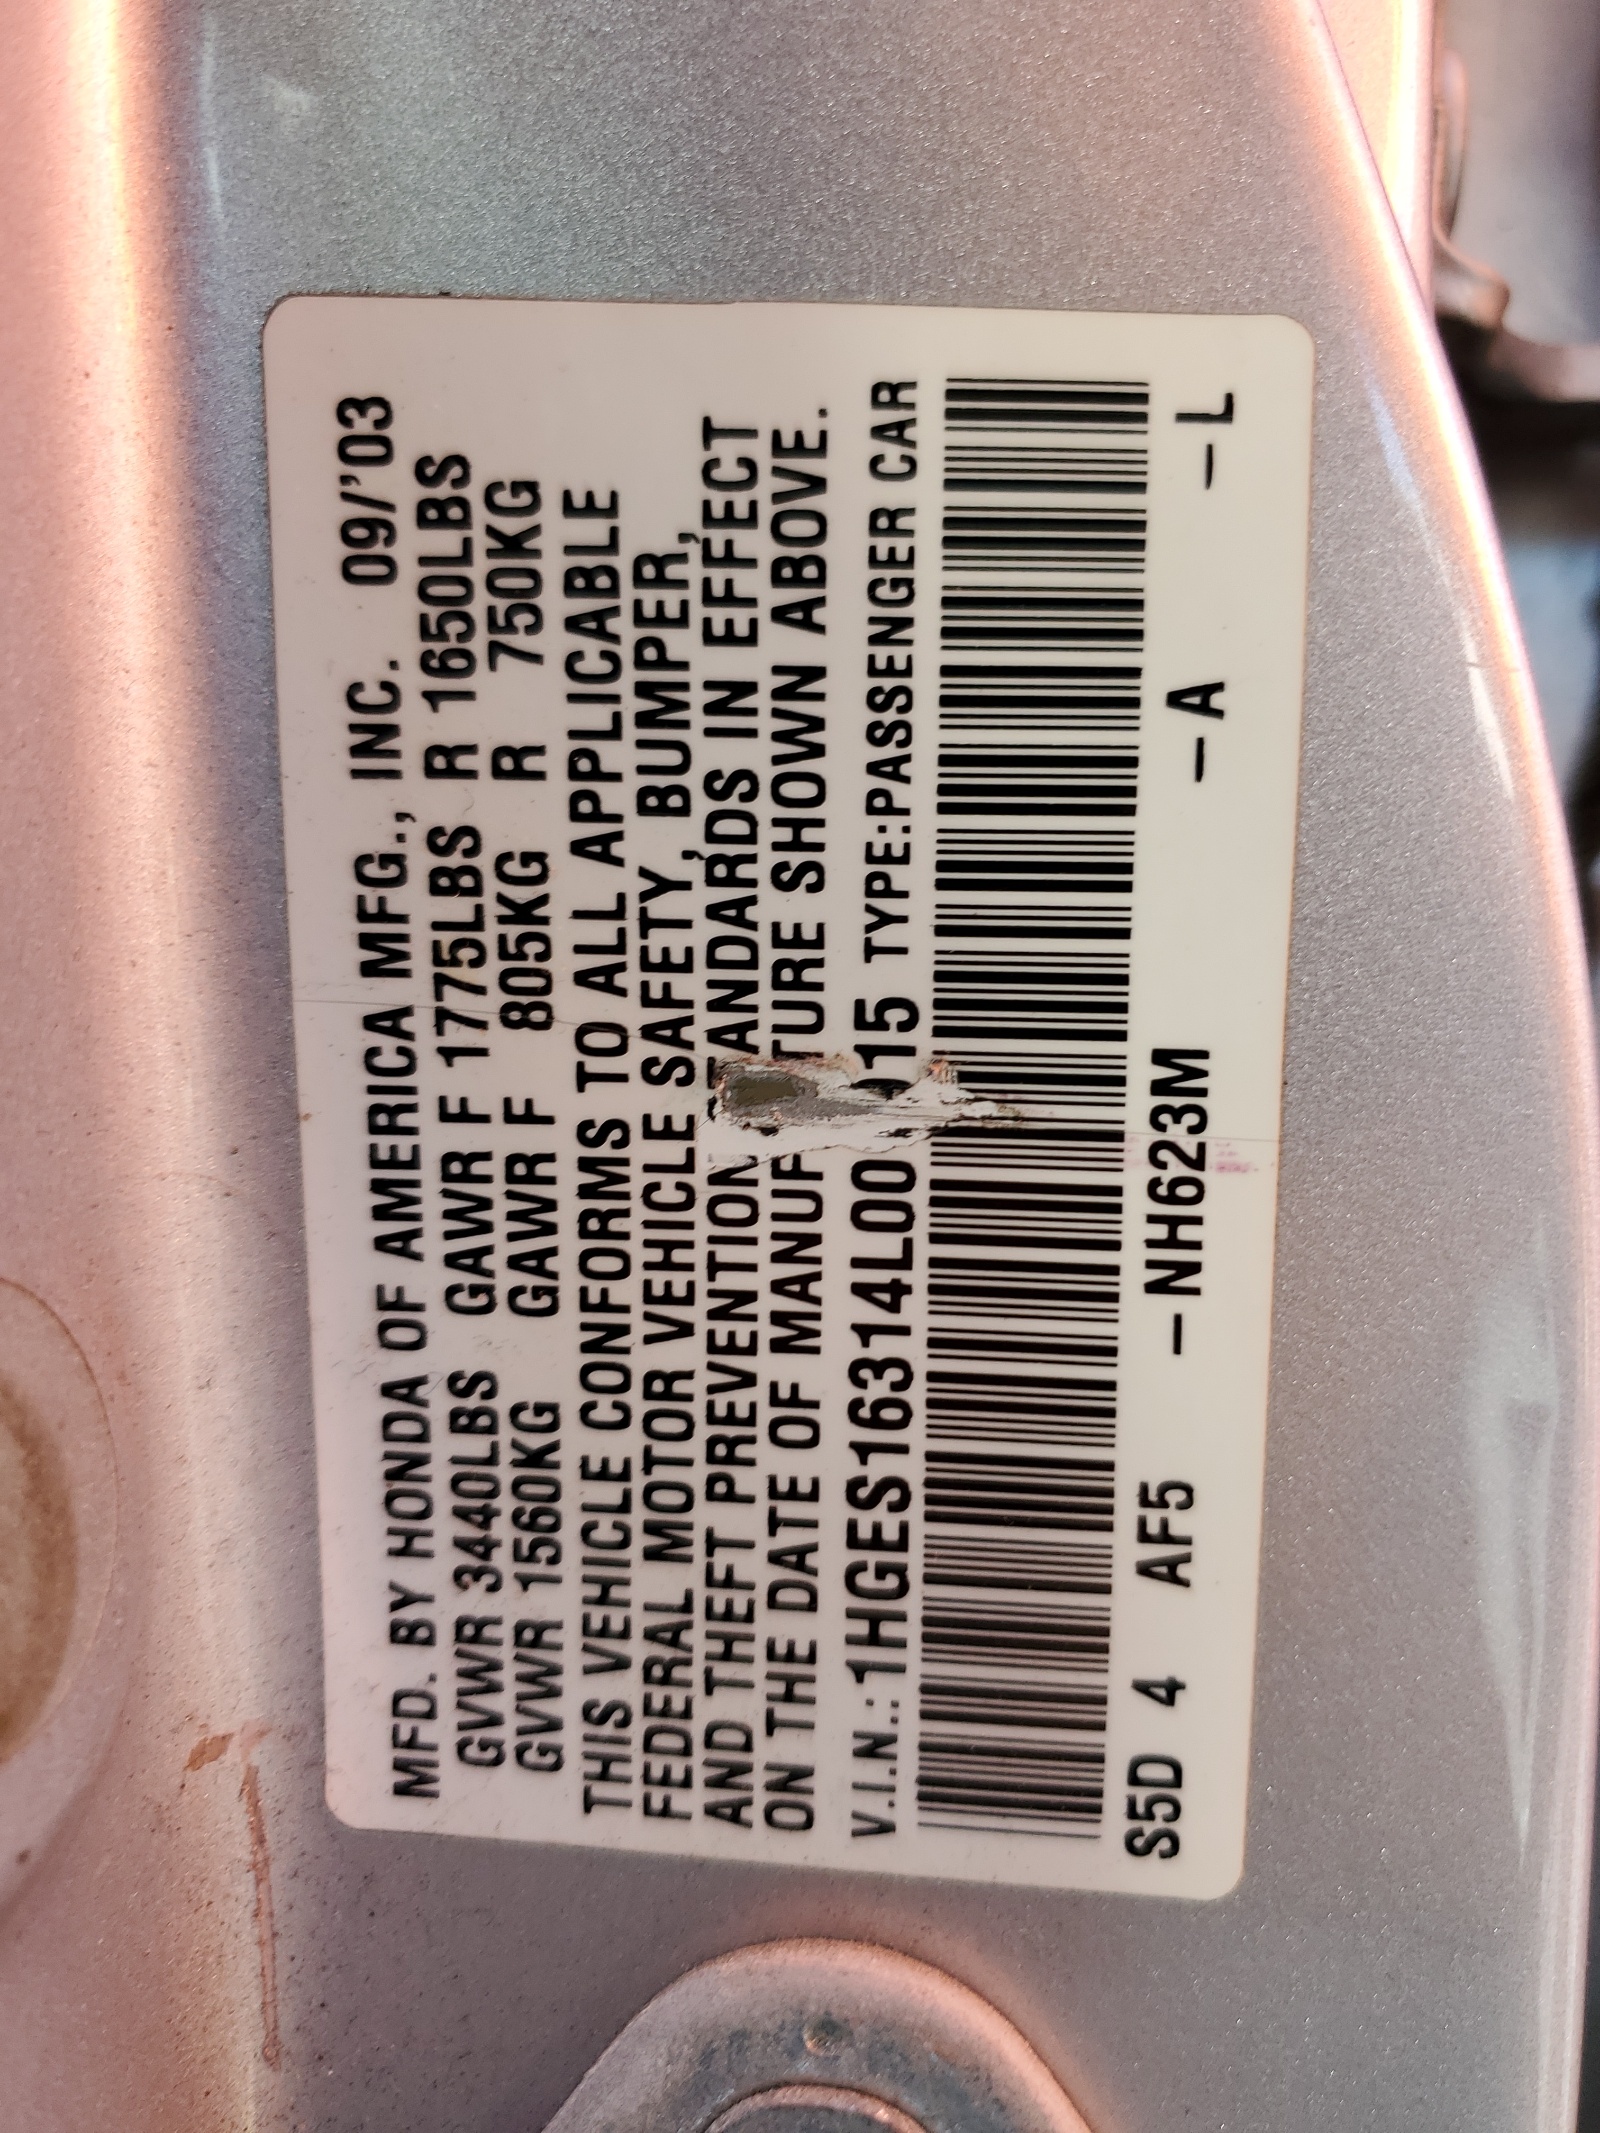 MFD. BY HONDA OF AMERICA MFG., INC. 09/'03
GVWR 3440LBS GAWR F 1775LBS R 1650LBS
GVWR 1560KG GAWR F 805KG R 750KG
THIS VEHICLE CONFORMS TO ALL APPLICABLE
FEDERAL MOTOR VEHICLE SAFETY, BUMPER,
AND THEFT PREVENTION STANDARDS IN EFFECT
ON THE DATE OF MANUFACTURE SHOWN ABOVE.
V.I.N.: TYPE:PASSENGER CAR
S5D 4 AF5 -NH623M -A -L